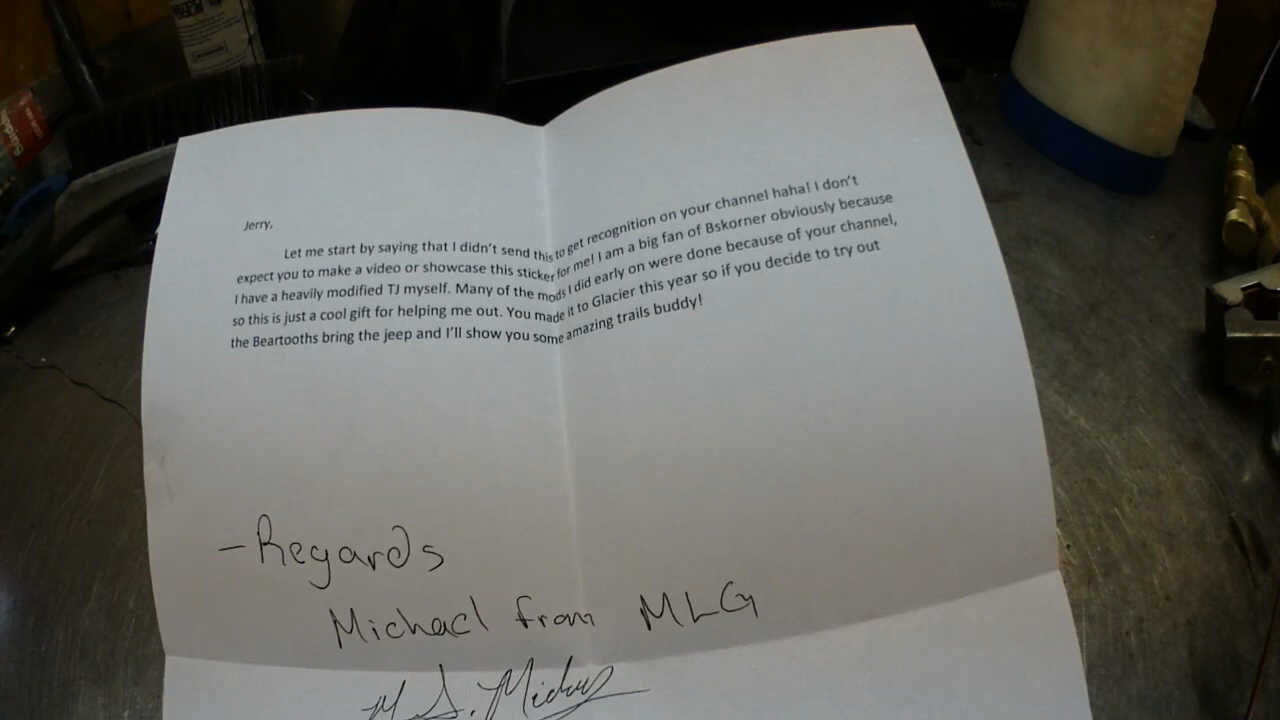 Jerry,
Let me start by saying that I didn't send this to get recognition on your channel haha! I don't
expect you to make a video or showcase this sticker for me! I am a big fan of Bskorner obviously because
I have a heavily modified TJ myself. Many of the mods I did early on were done because of your channel,
so this is just a cool gift for helping me out. You made it to Glacier this year so if you decide to try out
the Beartooths bring the jeep and I'll show you some amazing trails buddy!
-Regards
Michael from MLG